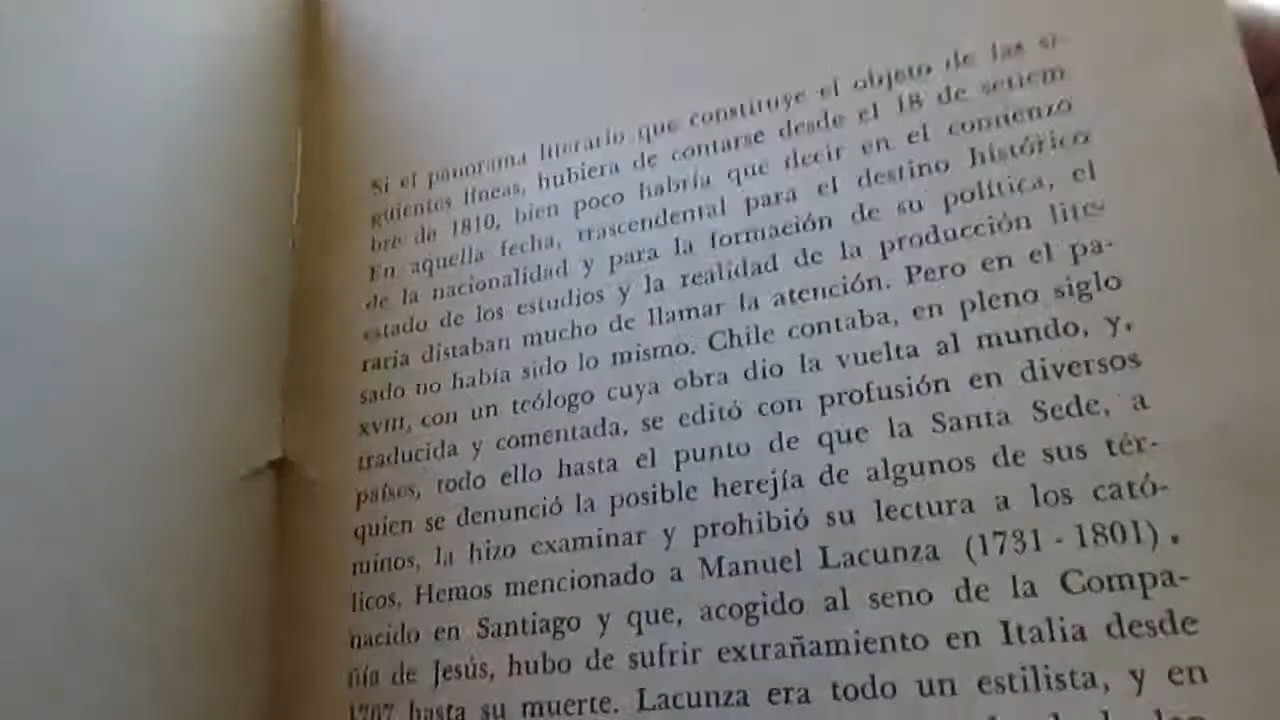 Si el panorama literario que constituye el objeto de las si-
guientes líneas, hubiera de contarse desde el 18 de setiem
bre de 1810, bien poco habría que decir en el comienzo
En aquella fecha, trascendental para el destino histórico
de la nacionalidad y para la formación de su política, el
estado de los estudios y la realidad de la producción lite-
raria distaban mucho de llamar la atención. Pero en el pa-
sado no había sido lo mismo. Chile contaba, en pleno siglo
XVIII, con un teólogo cuya obra dio la vuelta al mundo, y,
traducida y comentada, se editó con profusión en diversos
países, todo ello hasta el punto de que la Santa Sede, a
quien se denunció la posible herejía de algunos de sus tér-
minos, la hizo examinar y prohibió su lectura a los cató-
licos. Hemos mencionado a Manuel Lacunza (1731 - 1801).
nacido en Santiago y que, acogido al seno de la Compa-
ñía de Jesús, hubo de sufrir extrañamiento en Italia desde
hasta su muerte. Lacunza era todo un estilista, y en